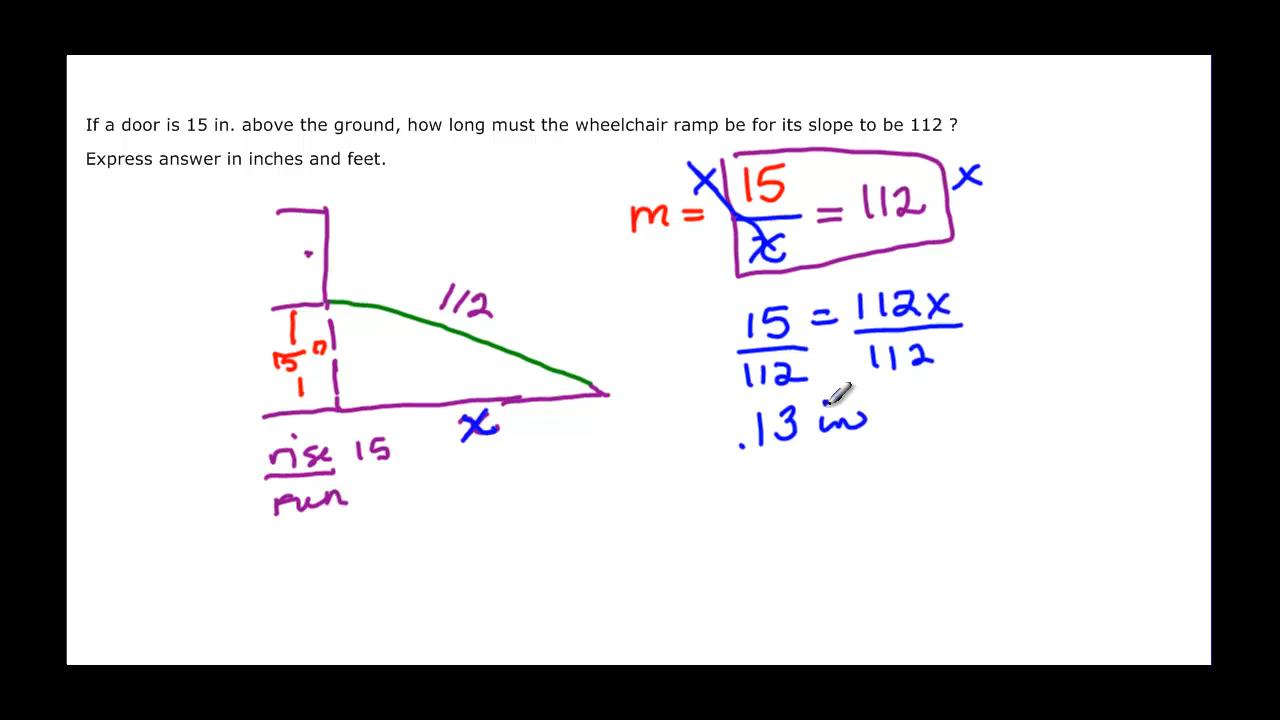 If a door is 15 in. above the ground, how long must the wheelchair ramp be for its slope to be 112 ?
Express answer in inches and feet.
m = x 15/x = 112 x
15/112 = 112x/112
.13 in
112
15"
x
rise 15
run